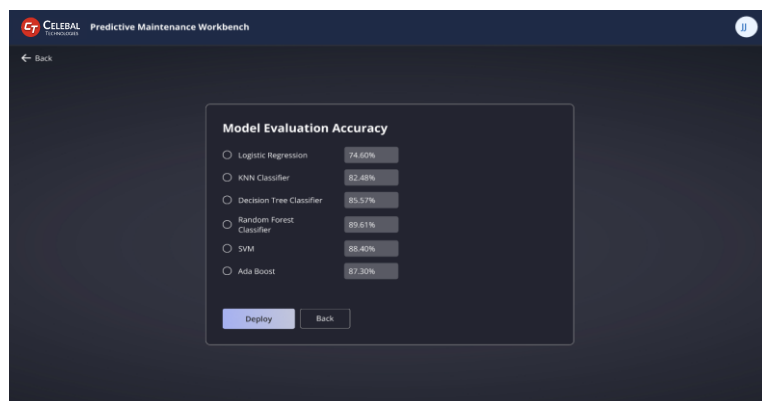 CT CELEBAL TECHNOLOGIES Predictive Maintenance Workbench JJ
← Back
Model Evaluation Accuracy
Logistic Regression 74.60%
KNN Classifier 82.48%
Decision Tree Classifier 85.57%
Random Forest
Classifier 89.61%
SVM 88.40%
Ada Boost 87.30%
Deploy Back